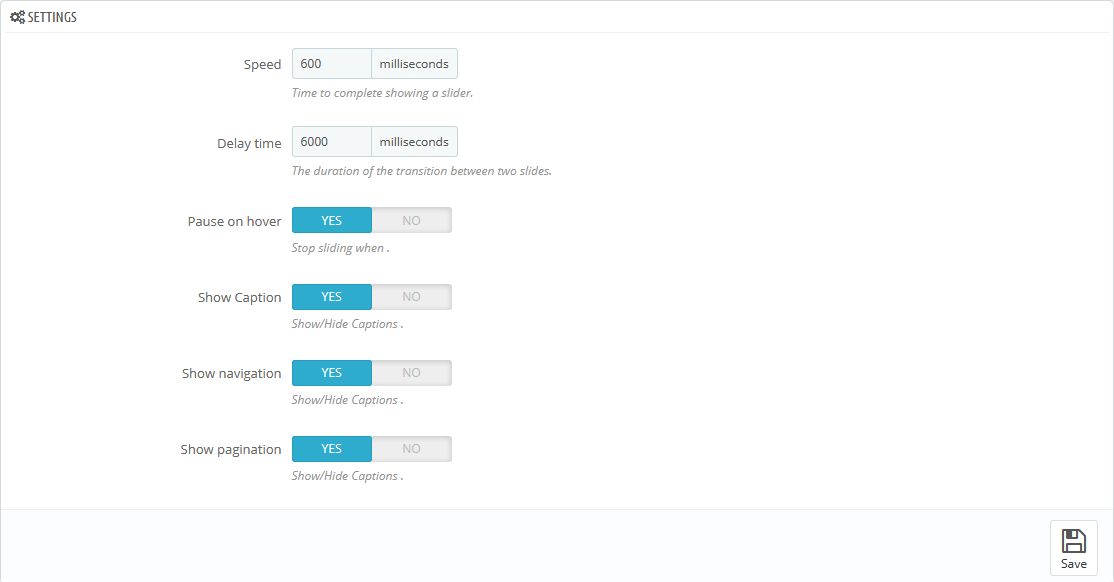 SETTINGS
Speed 600 milliseconds
Time to complete showing a slider.
Delay time 6000 milliseconds
The duration of the transition between two slides.
Pause on hover YES NO
Stop sliding when .
Show Caption YES NO
Show/Hide Captions .
Show navigation YES NO
Show/Hide Captions .
Show pagination YES NO
Show/Hide Captions .
Save